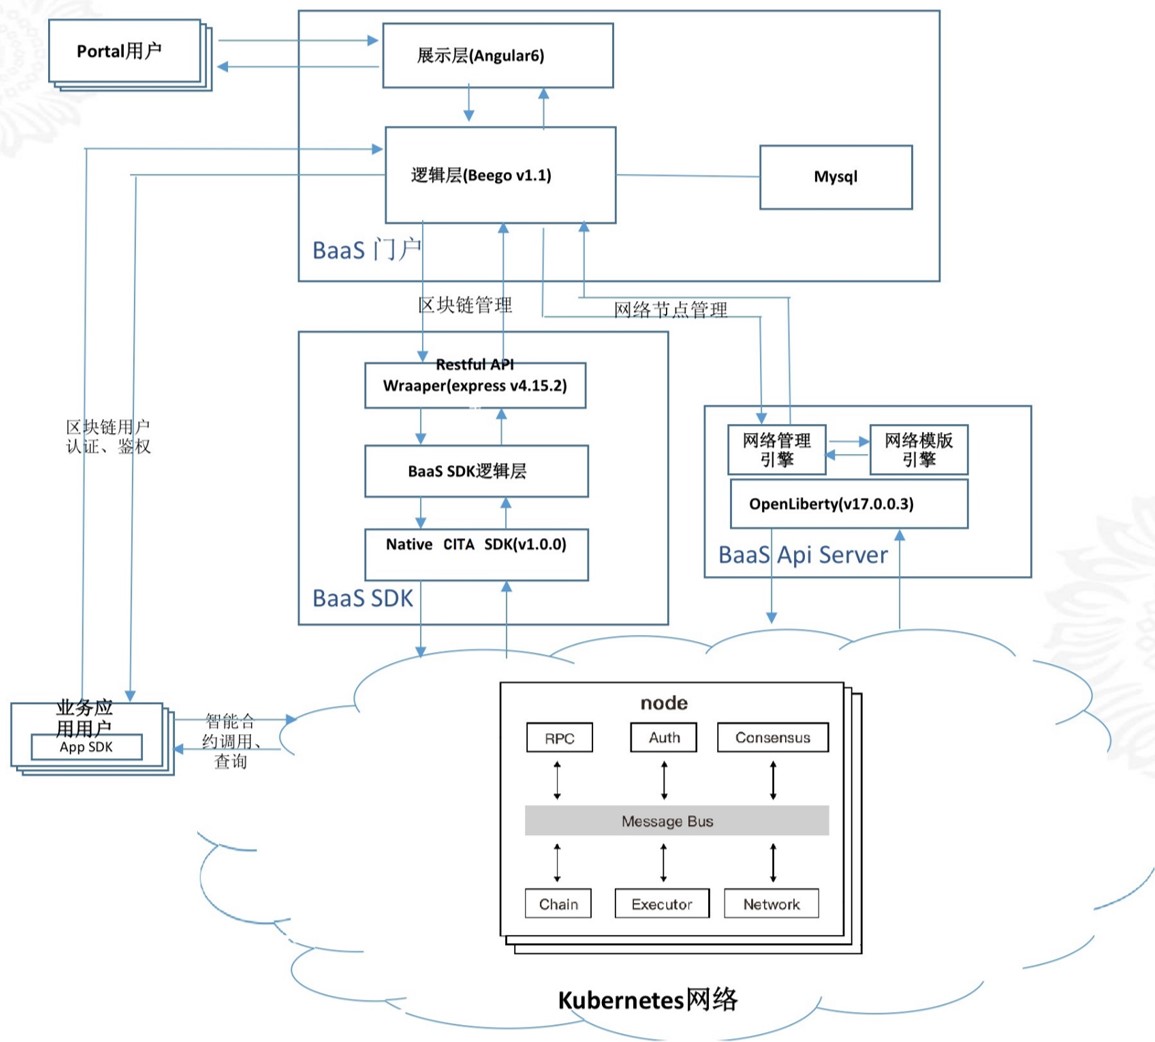 Portal用户
展示层(Angular6)
逻辑层(Beego v1.1)
Mysql
BaaS 门户
区块链管理
网络节点管理
Restful API
Wraaper(express v4.15.2)
BaaS SDK逻辑层
Native CITA SDK(v1.0.0)
BaaS SDK
网络管理
引擎
网络模版
引擎
OpenLiberty(v17.0.0.3)
BaaS Api Server
区块链用户
认证、鉴权
业务应
用用户
App SDK
智能合
约调用、
查询
node
RPC
Auth
Consensus
Message Bus
Chain
Executor
Network
Kubernetes网络